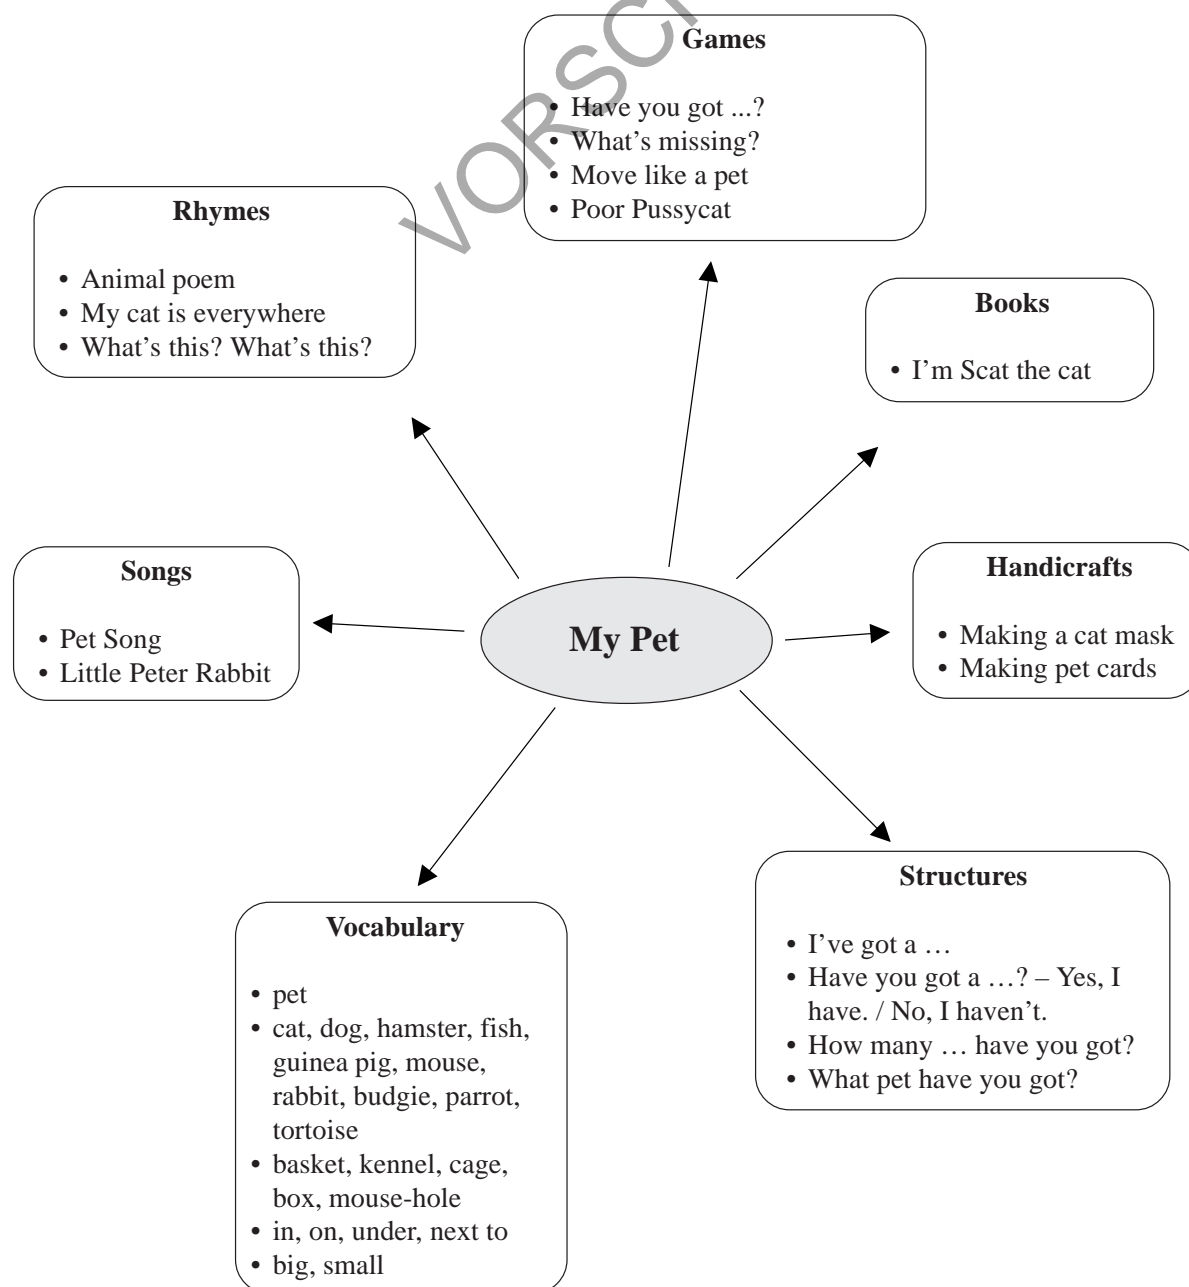 Games
• Have you got ...?
• What's missing?
• Move like a pet
• Poor Pussycat
Rhymes
• Animal poem
• My cat is everywhere
• What's this? What's this?
Books
• I'm Scat the cat
Songs
• Pet Song
• Little Peter Rabbit
My Pet
Handicrafts
• Making a cat mask
• Making pet cards
Vocabulary
• pet
• cat, dog, hamster, fish,
guinea pig, mouse,
rabbit, budgie, parrot,
tortoise
• basket, kennel, cage,
box, mouse-hole
• in, on, under, next to
• big, small
Structures
• I've got a …
• Have you got a …? – Yes, I
have. / No, I haven't.
• How many … have you got?
• What pet have you got?